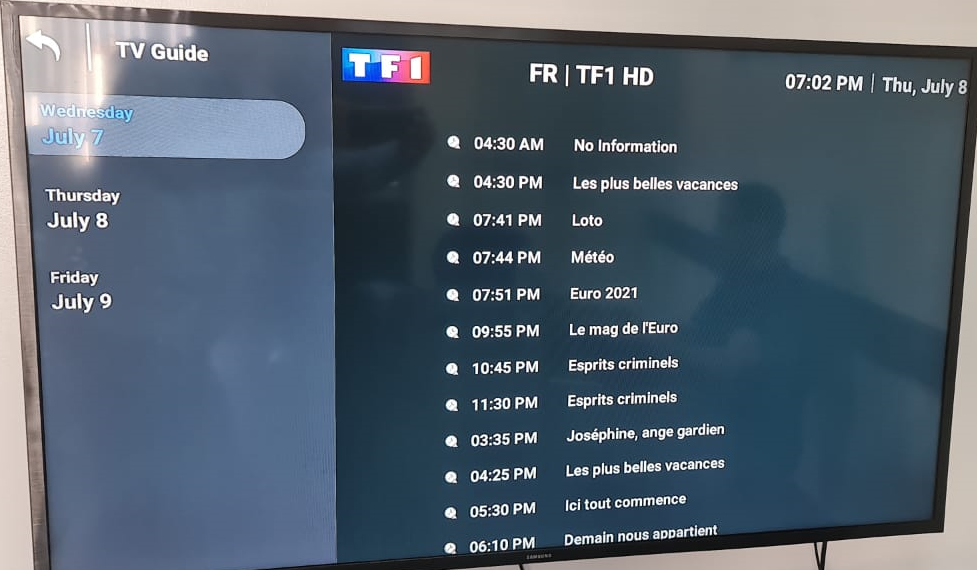 TV Guide
TF1
FR | TF1 HD
07:02 PM | Thu, July 8
Wednesday
July 7
Thursday
July 8
Friday
July 9
04:30 AM No Information
04:30 PM Les plus belles vacances
07:41 PM Loto
07:44 PM Météo
07:51 PM Euro 2021
09:55 PM Le mag de l'Euro
10:45 PM Esprits criminels
11:30 PM Esprits criminels
03:35 PM Joséphine, ange gardien
04:25 PM Les plus belles vacances
05:30 PM Ici tout commence
06:10 PM Demain nous appartient
SAMSUNG